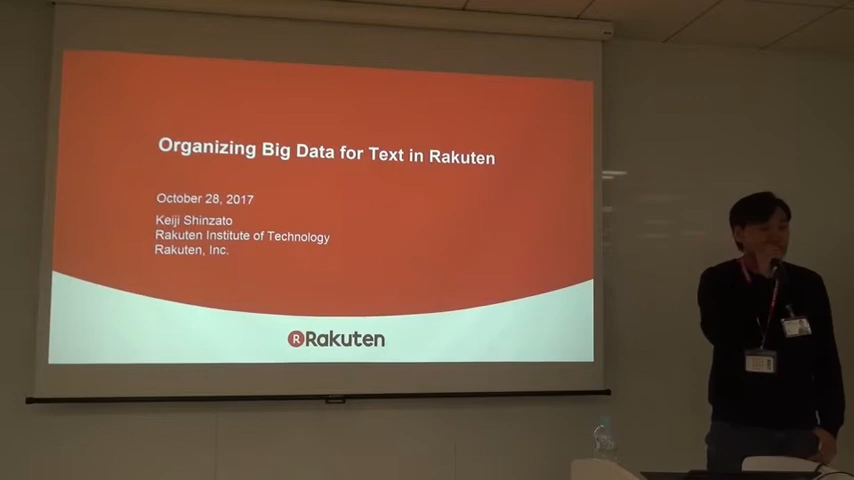 Organizing Big Data for Text in Rakuten
October 28, 2017
Keiji Shinzato
Rakuten Institute of Technology
Rakuten, Inc.
R Rakuten